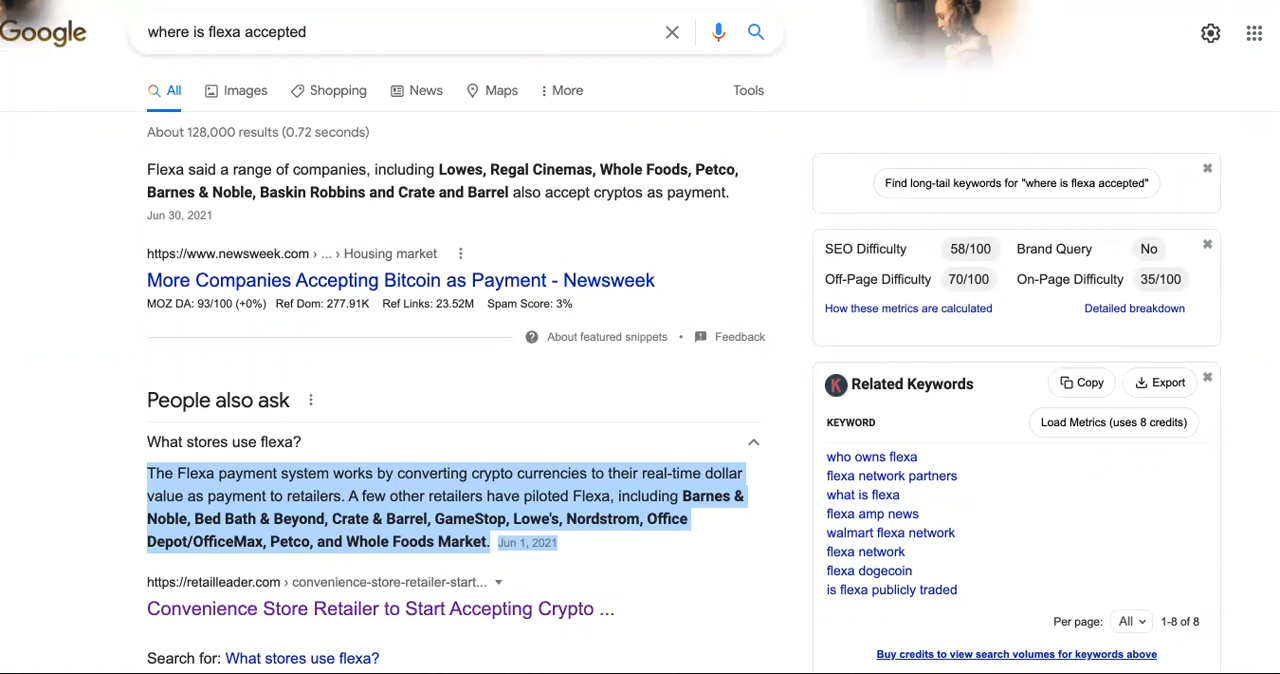 Google
where is flexa accepted
All
Images
Shopping
News
Maps
More
Tools
About 128,000 results (0.72 seconds)
Flexa said a range of companies, including Lowes, Regal Cinemas, Whole Foods, Petco,
Barnes & Noble, Baskin Robbins and Crate and Barrel also accept cryptos as payment.
Jun 30, 2021
https://www.newsweek.com › ... › Housing market
More Companies Accepting Bitcoin as Payment - Newsweek
MOZ DA: 93/100 (+0%) Ref Dom: 277.91K Ref Links: 23.52M Spam Score: 3%
About featured snippets • Feedback
People also ask
What stores use flexa?
The Flexa payment system works by converting crypto currencies to their real-time dollar
value as payment to retailers. A few other retailers have piloted Flexa, including Barnes &
Noble, Bed Bath & Beyond, Crate & Barrel, GameStop, Lowe's, Nordstrom, Office
Depot/OfficeMax, Petco, and Whole Foods Market. Jun 1, 2021
https://retailleader.com › convenience-store-retailer-start...
Convenience Store Retailer to Start Accepting Crypto ...
Search for: What stores use flexa?
Find long-tail keywords for "where is flexa accepted"
SEO Difficulty 58/100 Brand Query No
Off-Page Difficulty 70/100 On-Page Difficulty 35/100
How these metrics are calculated Detailed breakdown
K Related Keywords Copy Export
KEYWORD Load Metrics (uses 8 credits)
who owns flexa
flexa network partners
what is flexa
flexa amp news
walmart flexa network
flexa network
flexa dogecoin
is flexa publicly traded
Per page: All 1-8 of 8
Buy credits to view search volumes for keywords above